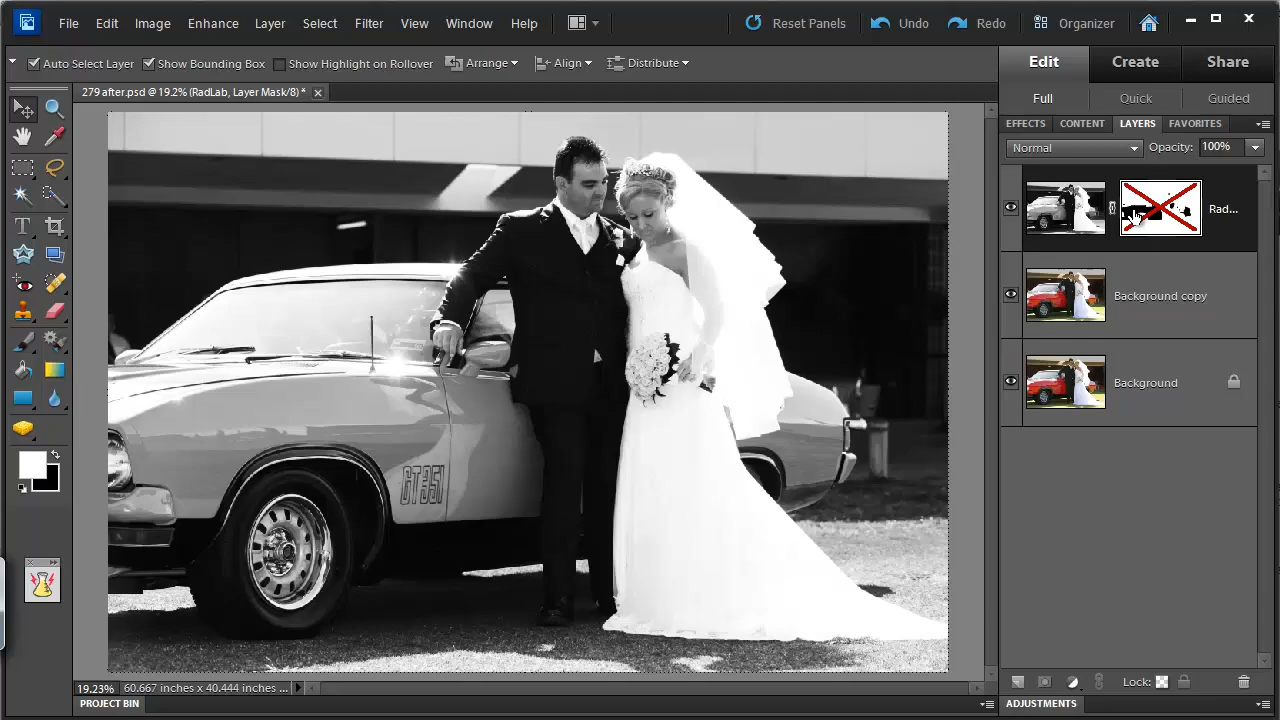 File Edit Image Enhance Layer Select Filter View Window Help Reset Panels Undo Redo Organizer
Auto Select Layer Show Bounding Box Show Highlight on Rollover Arrange Align Distribute
Edit Create Share
279 after.psd @ 19.2% (RadLab, Layer Mask/8) *
Full Quick Guided
EFFECTS CONTENT LAYERS FAVORITES
Normal Opacity: 100%
Rad...
Background copy
Background
GT351
Lock:
19.23% 60.667 inches x 40.444 inches ...
PROJECT BIN
ADJUSTMENTS